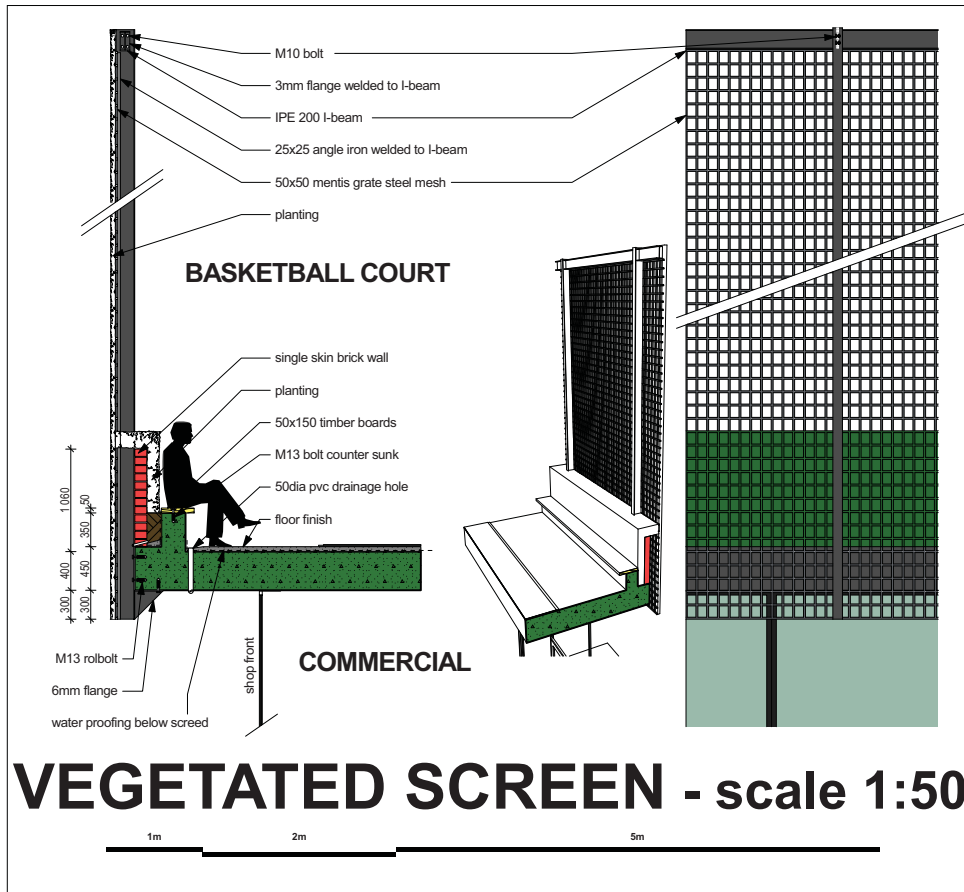 M10 bolt
3mm flange welded to I-beam
IPE 200 I-beam
25x25 angle iron welded to I-beam
50x50 mentis grate steel mesh
planting
BASKETBALL COURT
single skin brick wall
planting
50x150 timber boards
M13 bolt counter sunk
50dia pvc drainage hole
floor finish
1 060
50
350
400
450
300
300
M13 rolbolt
6mm flange
water proofing below screed
shop front
COMMERCIAL
VEGETATED SCREEN - scale 1:50
1m
2m
5m